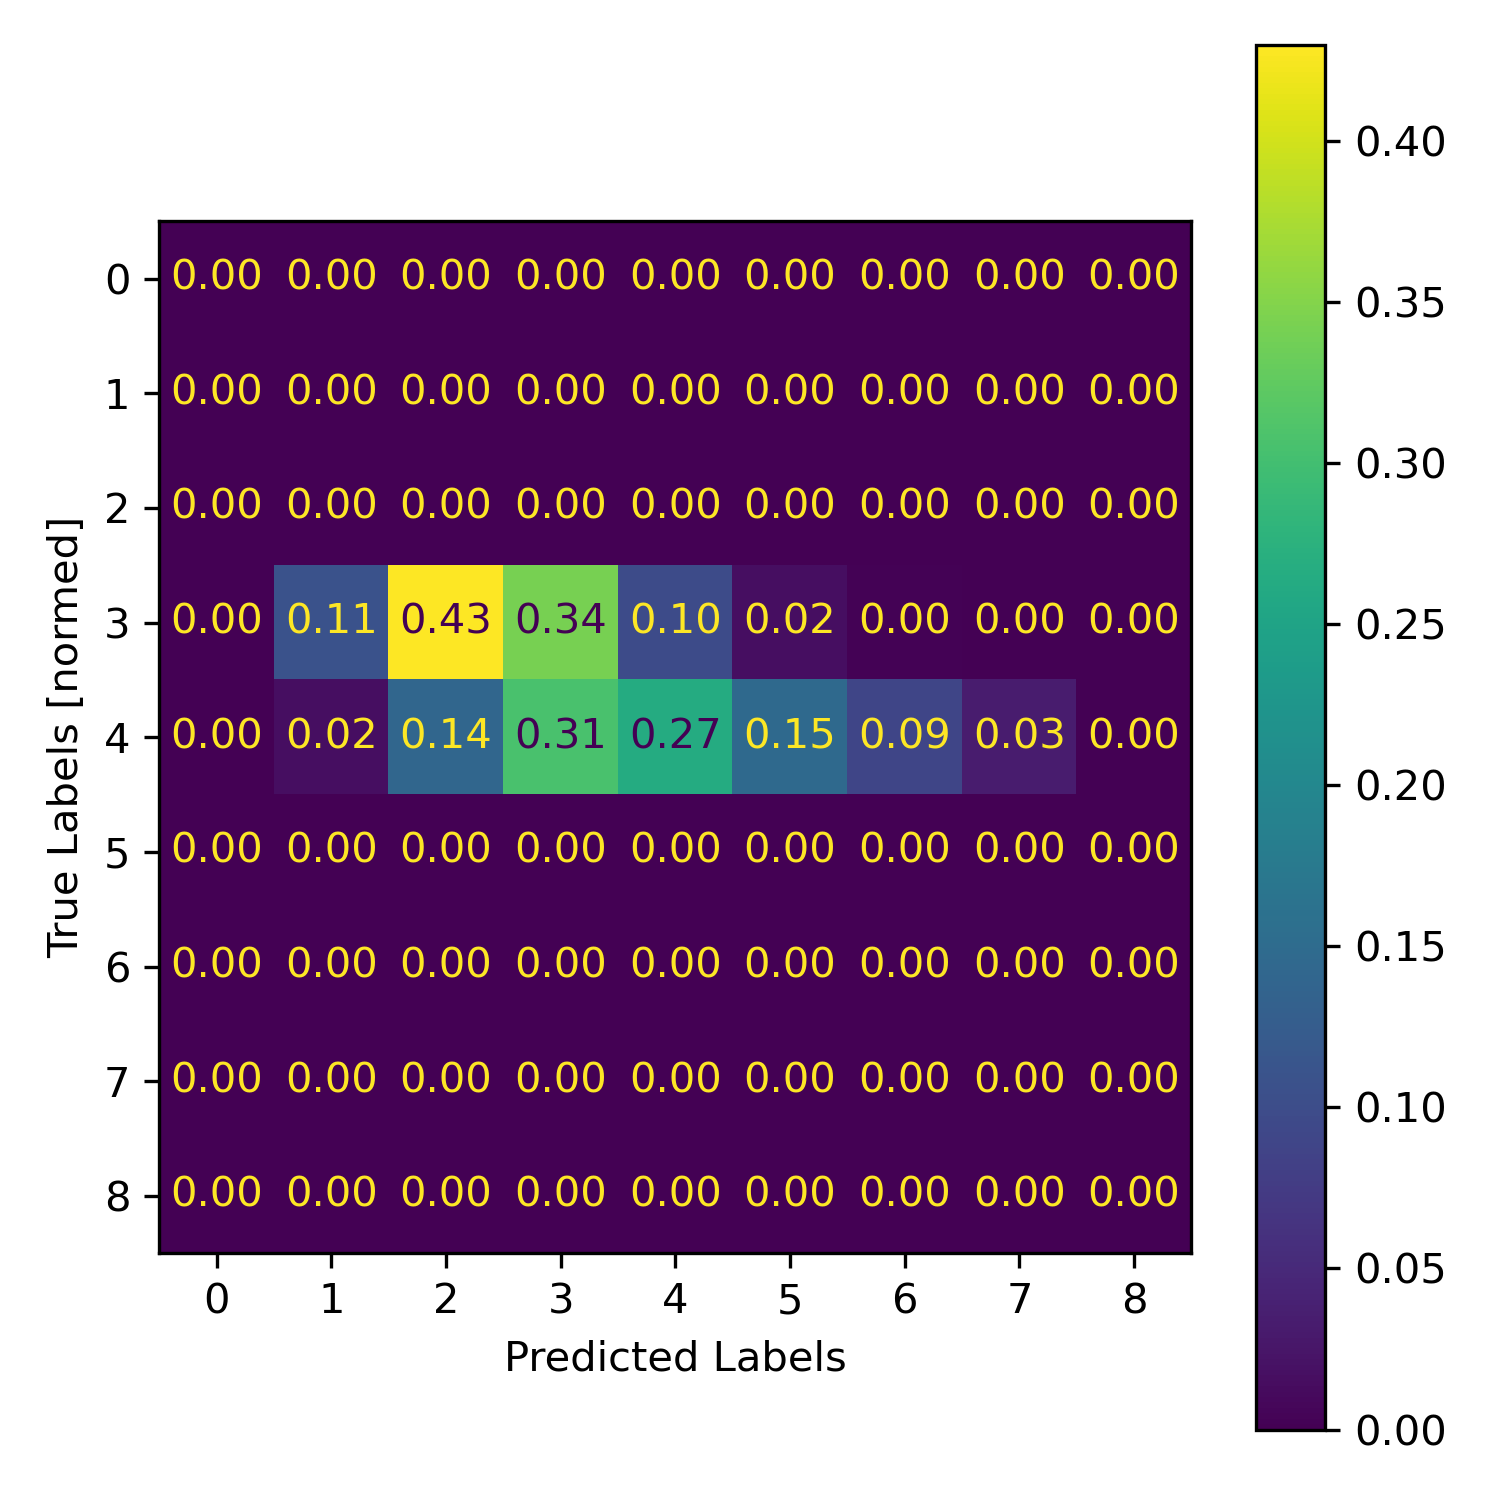 0 0.00 0.00 0.00 0.00 0.00 0.00 0.00 0.00 0.00
1 0.00 0.00 0.00 0.00 0.00 0.00 0.00 0.00 0.00
2 0.00 0.00 0.00 0.00 0.00 0.00 0.00 0.00 0.00
3 0.00 0.11 0.43 0.34 0.10 0.02 0.00 0.00 0.00
4 0.00 0.02 0.14 0.31 0.27 0.15 0.09 0.03 0.00
5 0.00 0.00 0.00 0.00 0.00 0.00 0.00 0.00 0.00
6 0.00 0.00 0.00 0.00 0.00 0.00 0.00 0.00 0.00
7 0.00 0.00 0.00 0.00 0.00 0.00 0.00 0.00 0.00
8 0.00 0.00 0.00 0.00 0.00 0.00 0.00 0.00 0.00
0 1 2 3 4 5 6 7 8
Predicted Labels
True Labels [normed]
0.40
0.35
0.30
0.25
0.20
0.15
0.10
0.05
0.00